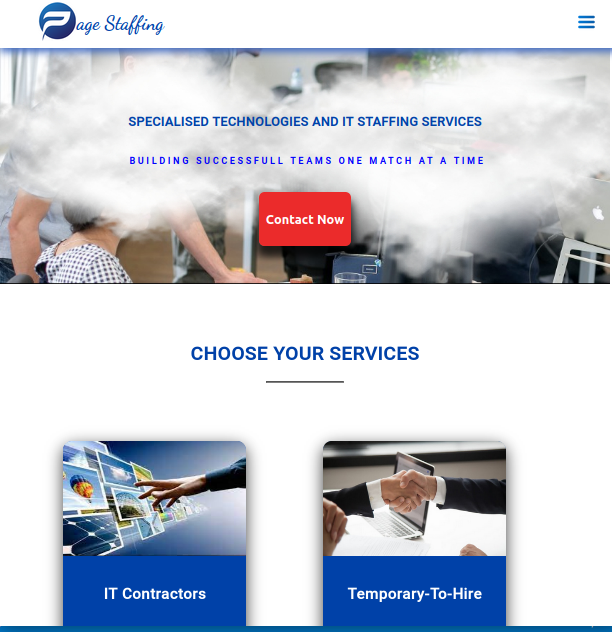 Page Staffing
SPECIALISED TECHNOLOGIES AND IT STAFFING SERVICES
BUILDING SUCCESSFULL TEAMS ONE MATCH AT A TIME
Contact Now
CHOOSE YOUR SERVICES
IT Contractors
Temporary-To-Hire